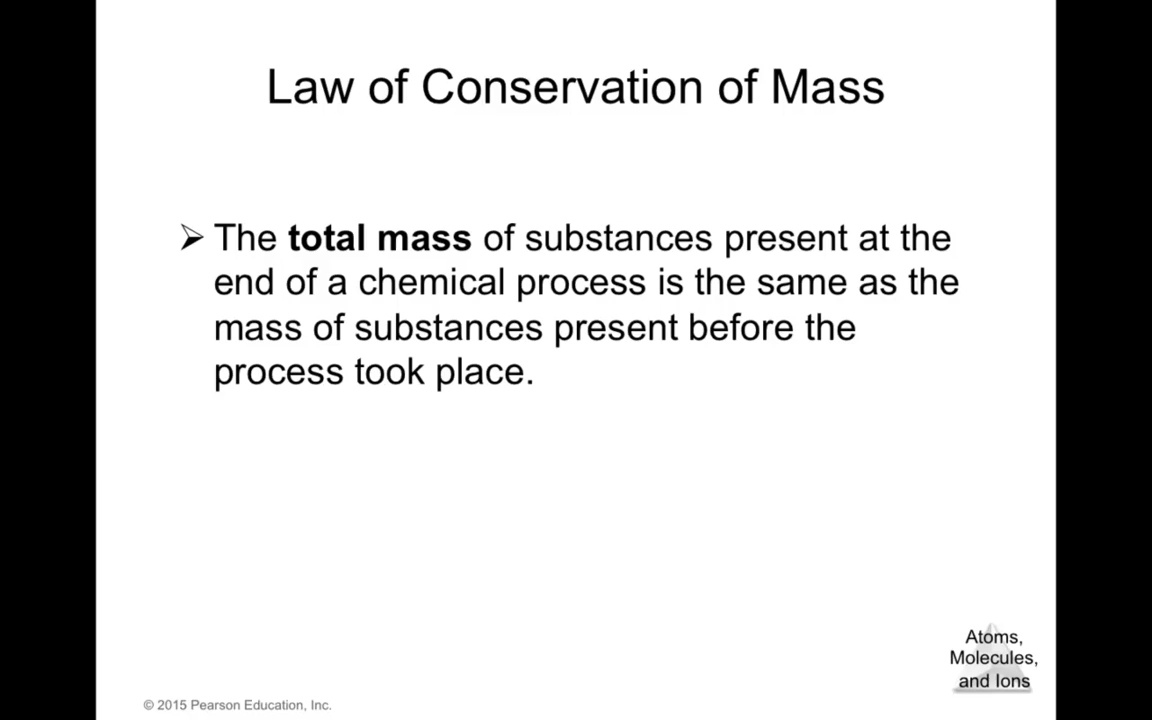 Law of Conservation of Mass
➢ The total mass of substances present at the
end of a chemical process is the same as the
mass of substances present before the
process took place.
Atoms,
Molecules,
and Ions
© 2015 Pearson Education, Inc.